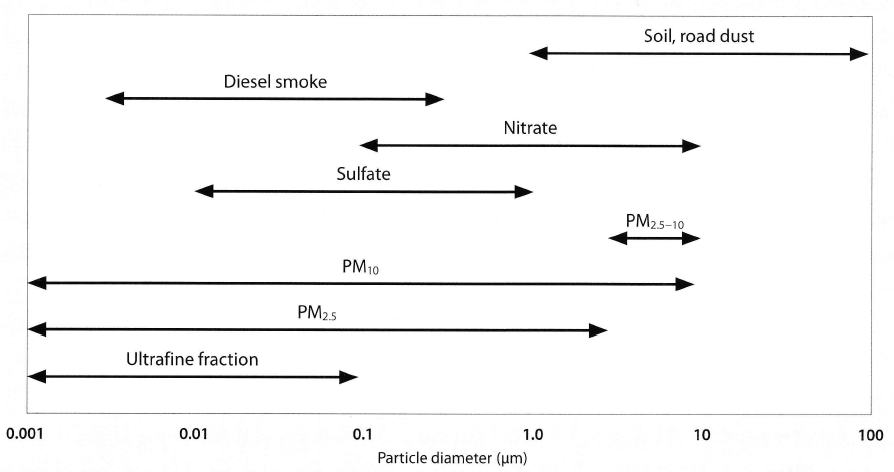 Soil, road dust
Diesel smoke
Nitrate
Sulfate
PM2.5–10
PM10
PM2.5
Ultrafine fraction
0.001 0.01 0.1 1.0 10 100
Particle diameter (μm)